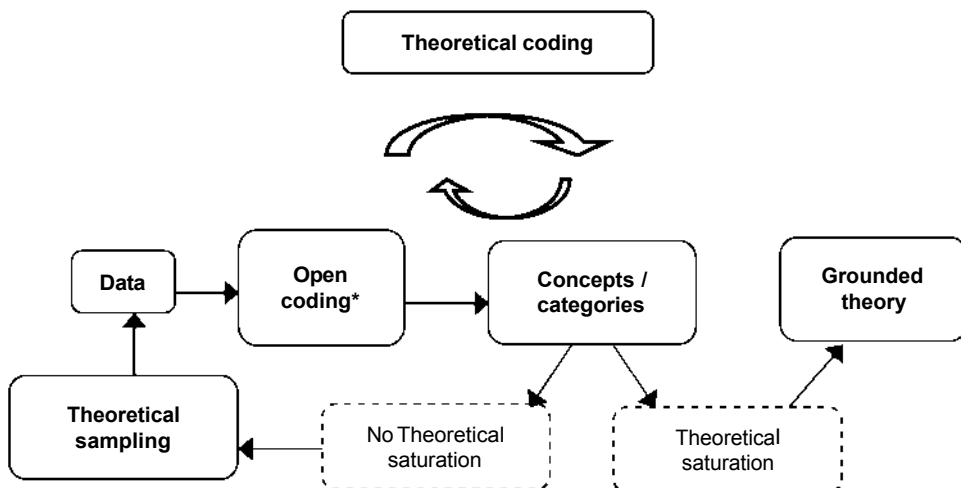 Theoretical coding
Data
Open
coding*
Concepts /
categories
Grounded
theory
Theoretical
sampling
No Theoretical
saturation
Theoretical
saturation